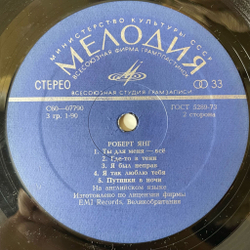 МИНИСТЕРСТВО КУЛЬТУРЫ СССР
МЕЛОДИЯ
ВСЕСОЮЗНАЯ ФИРМА ГРАМПЛАСТИНОК
СТЕРЕО
33
ВСЕСОЮЗНАЯ СТУДИЯ ГРАМЗАПИСИ
С60—07790
ГОСТ 5289-73
3 гр. 1-90
2 сторона
РОБЕРТ ЯНГ
1. Ты для меня — всё
2. Где-то в тени
3. Я был неправ
4. Я так люблю тебя
5. Путники в ночи
На английском языке
Изготовлено по лицензии фирмы
EMI Records, Великобритания